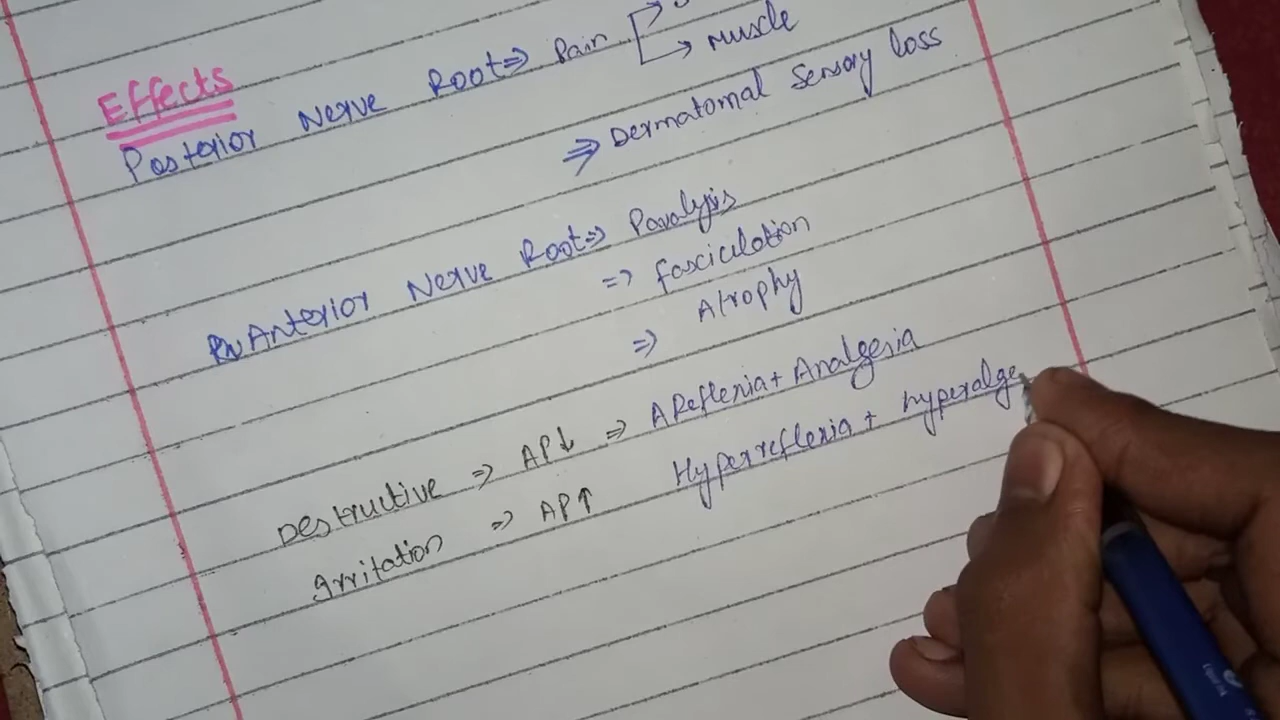 Effects
Posterior Nerve Root ⇒ Pain → Muscle
⇒ Dermatomal Sensory loss
Anterior Nerve Root ⇒ Paralysis
⇒ fasciculation
⇒ Atrophy
Destructive ⇒ AP↓ ⇒ AReflexia + Analgesia
Irritation ⇒ AP↑ Hyperreflexia + hyperalge